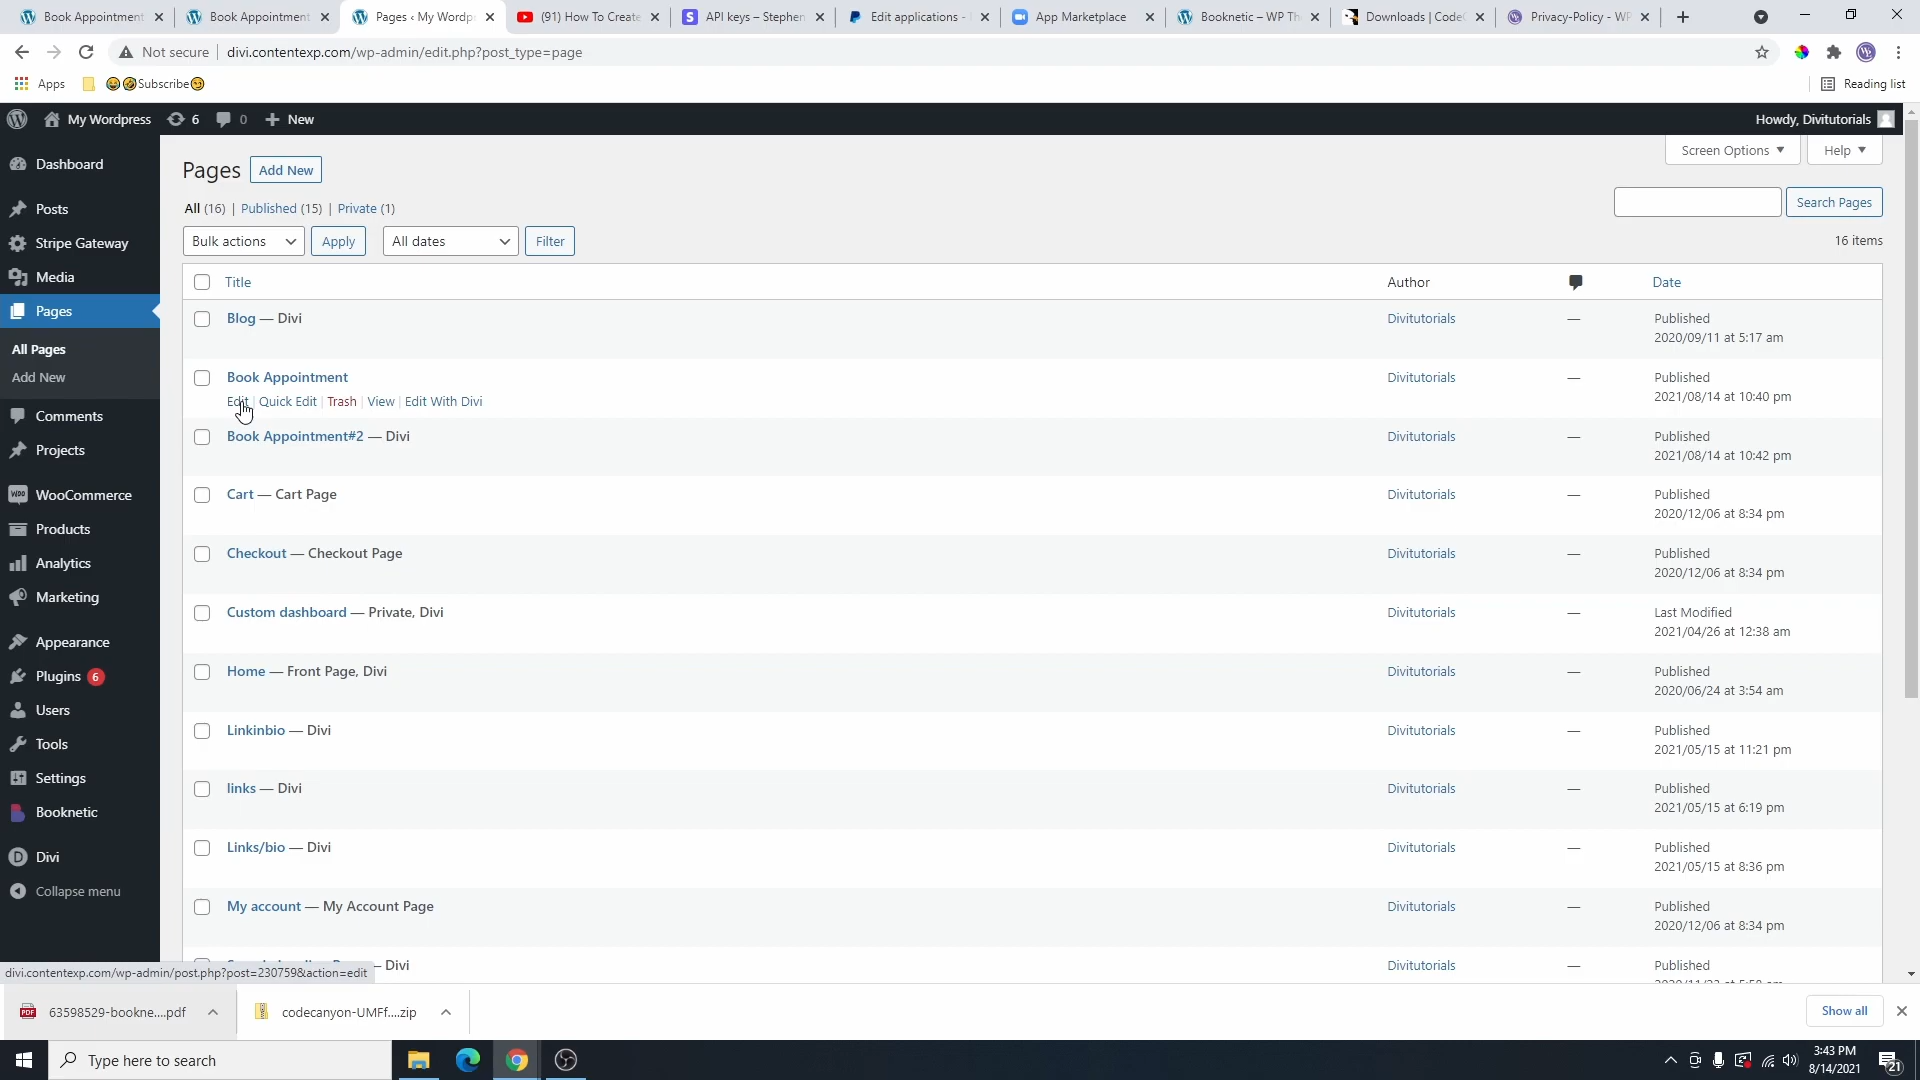 Book Appointment
Book Appointment
Pages ‹ My Wordp
(91) How To Create
API keys – Stephen
Edit applications -
App Marketplace
Booknetic – WP Th
Downloads | Code
Privacy-Policy - WP
Not secure
divi.contentexp.com/wp-admin/edit.php?post_type=page
Apps
Subscribe
Reading list
My Wordpress
6
0
New
Howdy, Divitutorials
Dashboard
Posts
Stripe Gateway
Media
Pages
All Pages
Add New
Comments
Projects
WooCommerce
Products
Analytics
Marketing
Appearance
Plugins 6
Users
Tools
Settings
Booknetic
Divi
Collapse menu
Screen Options
Help
Pages
Add New
All (16) | Published (15) | Private (1)
Search Pages
Bulk actions
Apply
All dates
Filter
16 items
Title
Author
Date
Blog — Divi
Divitutorials
—
Published
2020/09/11 at 5:17 am
Book Appointment
Edit | Quick Edit | Trash | View | Edit With Divi
Divitutorials
—
Published
2021/08/14 at 10:40 pm
Book Appointment#2 — Divi
Divitutorials
—
Published
2021/08/14 at 10:42 pm
Cart — Cart Page
Divitutorials
—
Published
2020/12/06 at 8:34 pm
Checkout — Checkout Page
Divitutorials
—
Published
2020/12/06 at 8:34 pm
Custom dashboard — Private, Divi
Divitutorials
—
Last Modified
2021/04/26 at 12:38 am
Home — Front Page, Divi
Divitutorials
—
Published
2020/06/24 at 3:54 am
Linkinbio — Divi
Divitutorials
—
Published
2021/05/15 at 11:21 pm
links — Divi
Divitutorials
—
Published
2021/05/15 at 6:19 pm
Links/bio — Divi
Divitutorials
—
Published
2021/05/15 at 8:36 pm
My account — My Account Page
Divitutorials
—
Published
2020/12/06 at 8:34 pm
— Divi
Divitutorials
—
Published
divi.contentexp.com/wp-admin/post.php?post=230759&action=edit
63598529-bookne....pdf
codecanyon-UMFf....zip
Show all
Type here to search
3:43 PM
8/14/2021
21